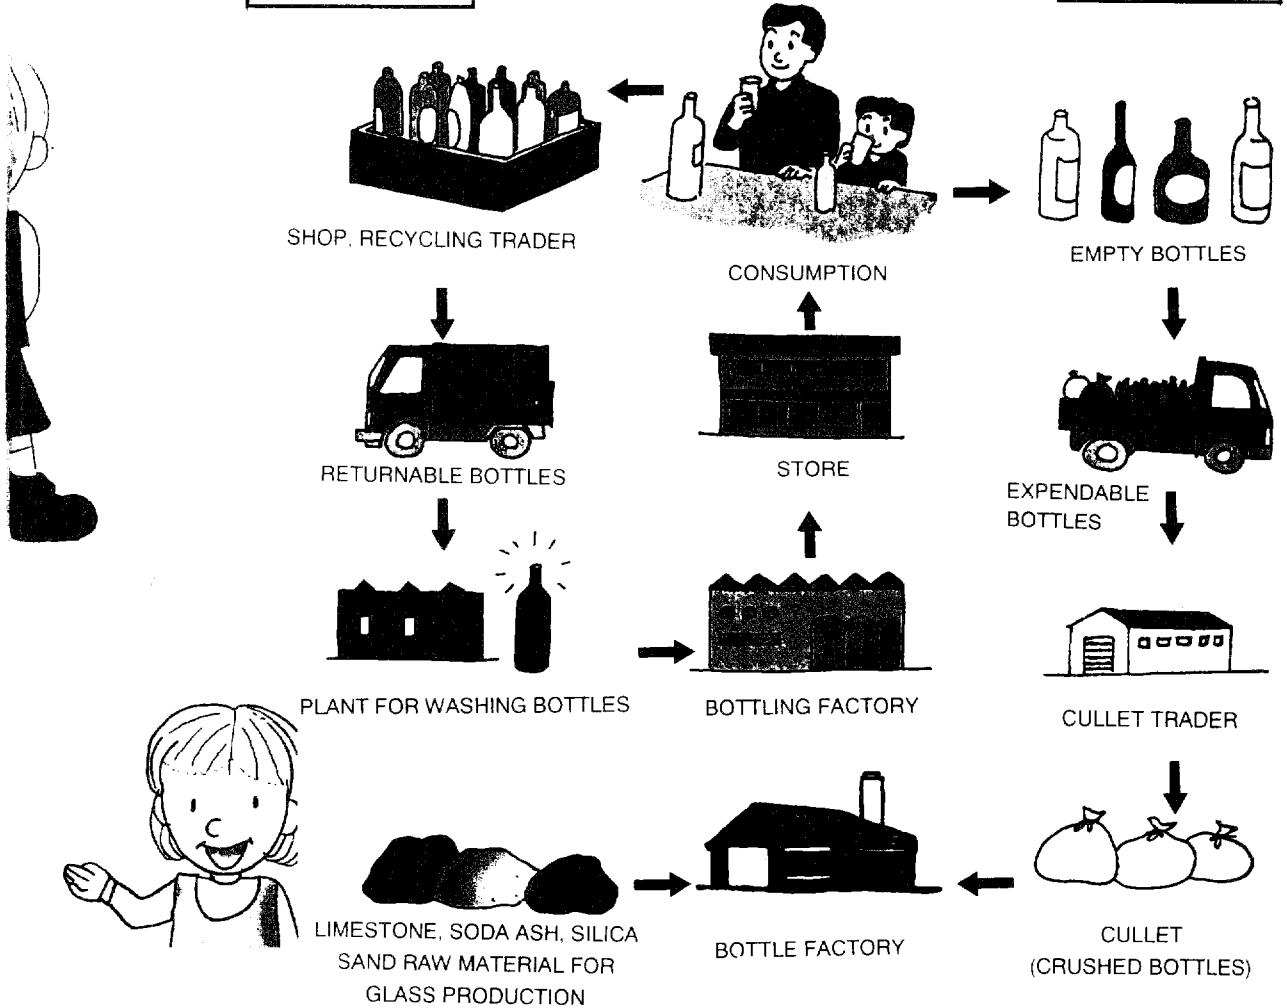 SHOP, RECYCLING TRADER
CONSUMPTION
EMPTY BOTTLES
RETURNABLE BOTTLES
STORE
EXPENDABLE
BOTTLES
PLANT FOR WASHING BOTTLES
BOTTLING FACTORY
CULLET TRADER
LIMESTONE, SODA ASH, SILICA
SAND RAW MATERIAL FOR
GLASS PRODUCTION
BOTTLE FACTORY
CULLET
(CRUSHED BOTTLES)